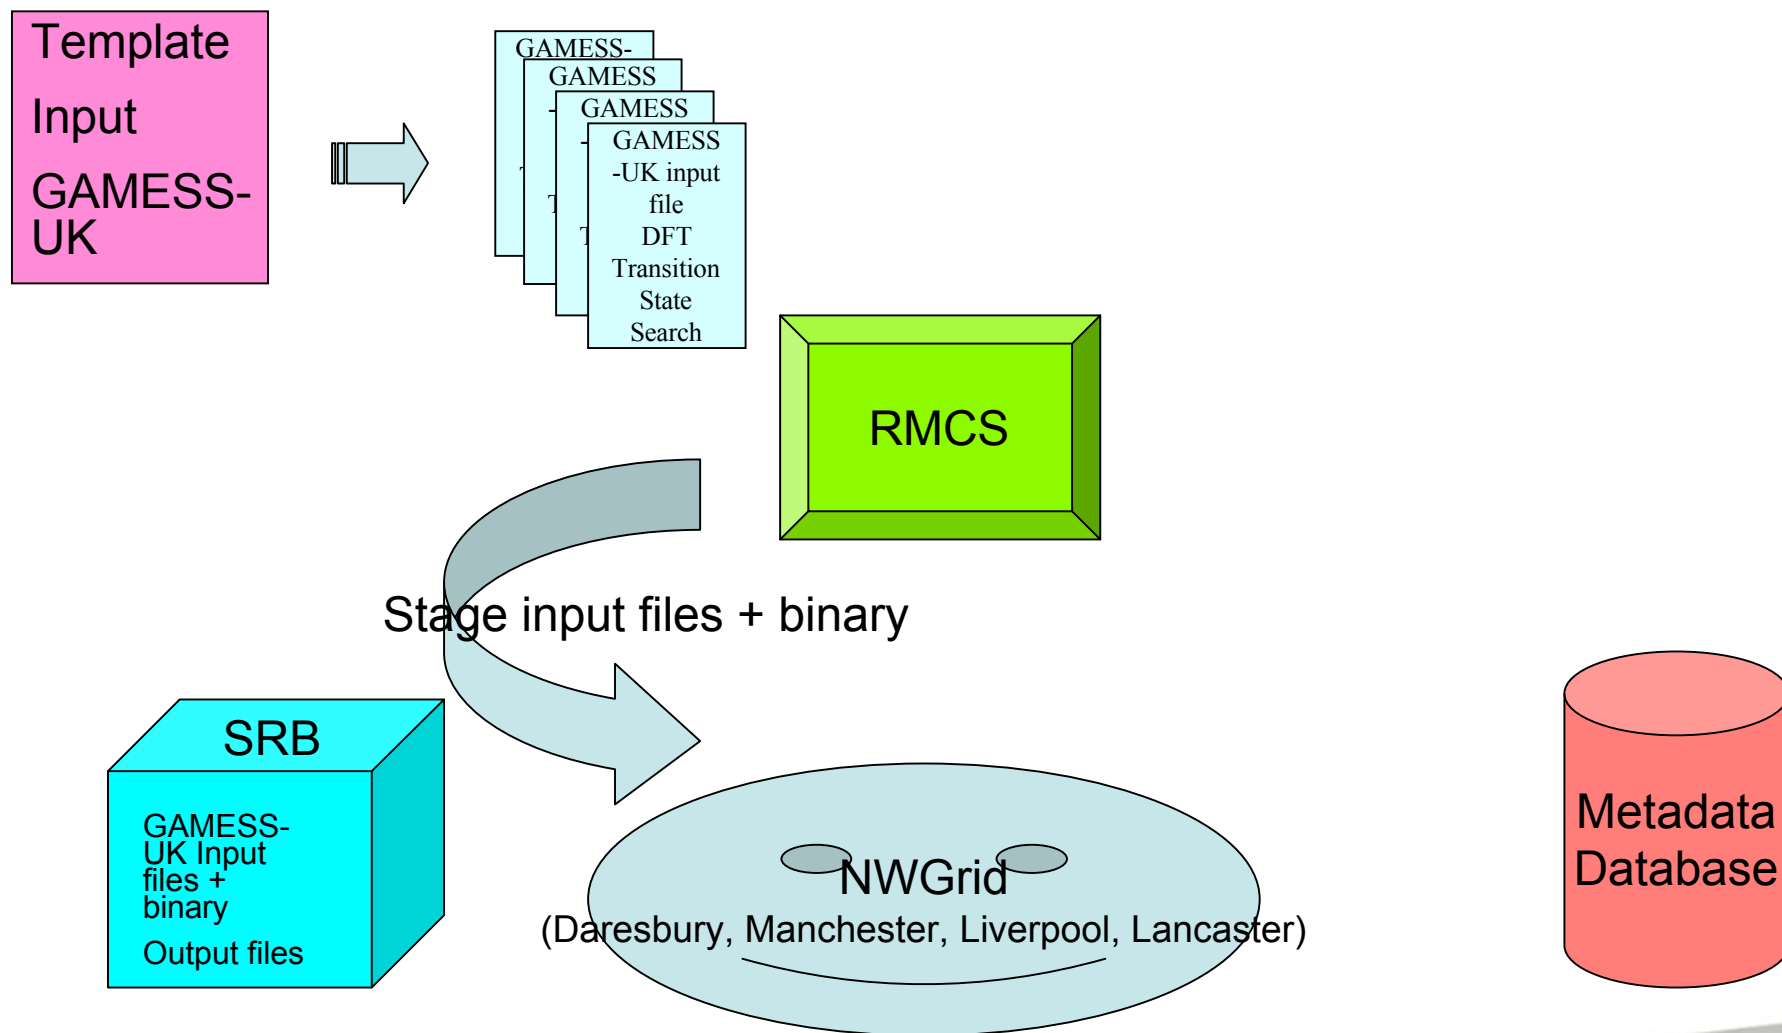 Template
Input
GAMESS-
UK
GAMESS-
GAMESS
-
GAMESS
-
GAMESS
-UK input
file
DFT
Transition
State
Search
RMCS
Stage input files + binary
SRB
GAMESS-
UK Input
files +
binary
Output files
NWGrid
(Daresbury, Manchester, Liverpool, Lancaster)
Metadata
Database